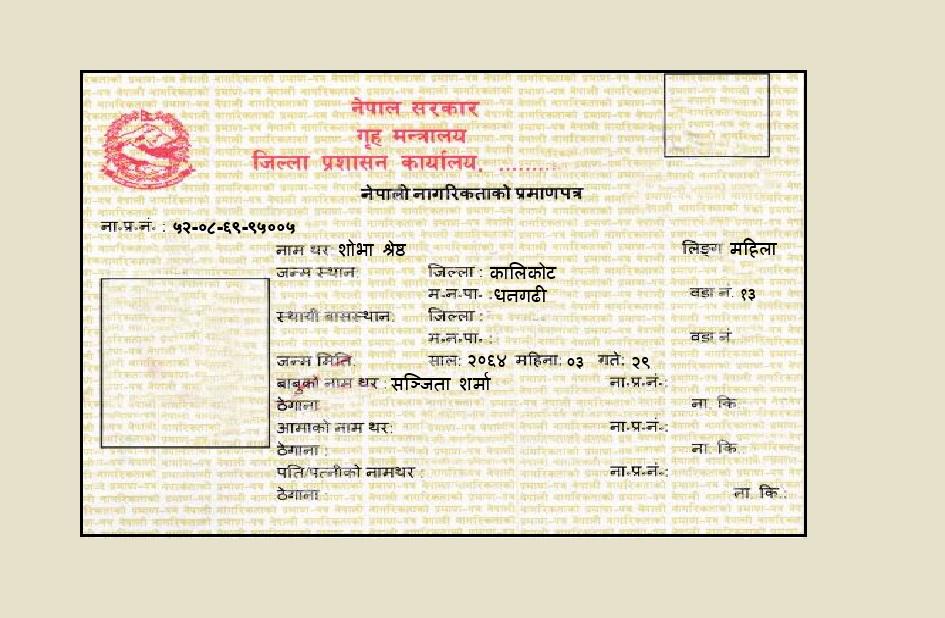 नेपाल सरकार
गृह मन्त्रालय
जिल्ला प्रशासन कार्यालय, .........
नेपाली नागरिकताको प्रमाणपत्र
ना.प्र.नं. : ५२-०८-६९-९५००५
नाम थर: शोभा श्रेष्ठ लिङ्ग महिला
जन्म स्थान: जिल्ला : कालिकोट
म.न.पा. :धनगढी वडा नं. १३
स्थायी बासस्थान: जिल्ला :
म.न.पा. : वडा नं
जन्म मिति: साल: २०६४ महिना: ०३ गते: २९
बाबुको नाम थर : सञ्जिता शर्मा ना.प्र.नं.:
ठेगाना: ना. कि.
आमाको नाम थर: ना.प्र.नं.:
ठेगाना : ना. कि.
पति/पत्नीको नामथर : ना.प्र.नं.:
ठेगाना : ना. कि.: